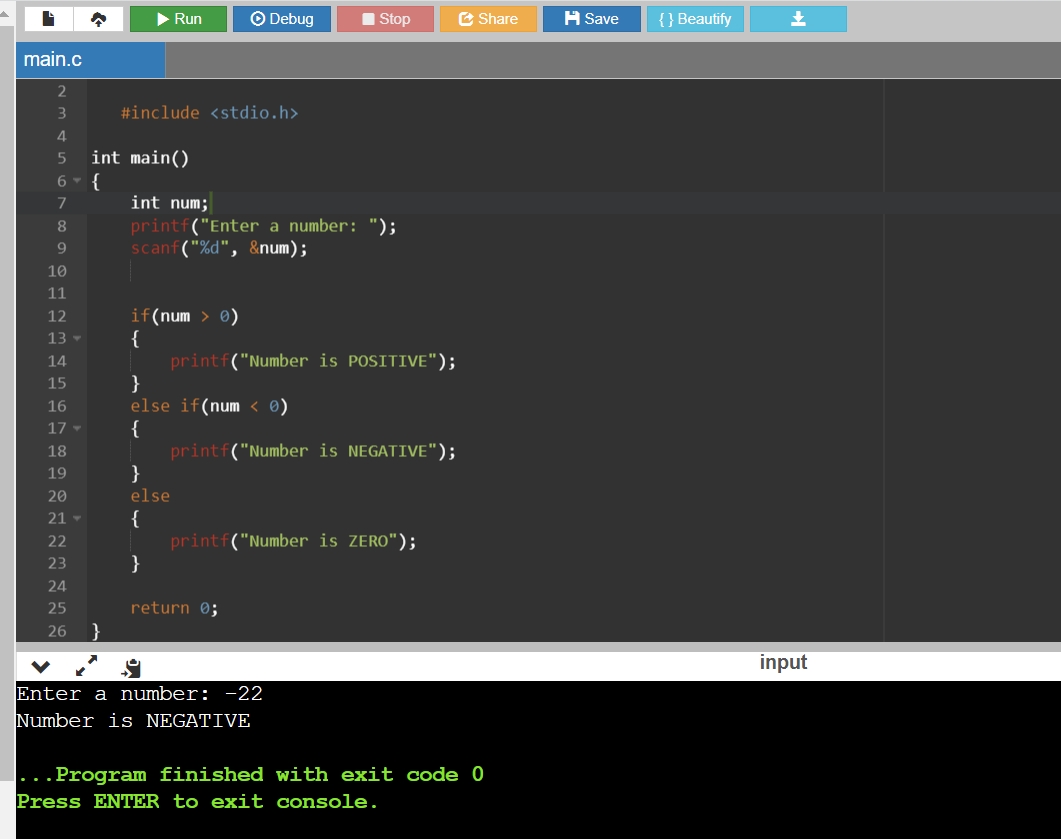 Run Debug Stop Share Save { } Beautify
main.c
2
3 #include <stdio.h>
4
5 int main()
6 {
7 int num;
8 printf("Enter a number: ");
9 scanf("%d", &num);
10
11
12 if(num > 0)
13 {
14 printf("Number is POSITIVE");
15 }
16 else if(num < 0)
17 {
18 printf("Number is NEGATIVE");
19 }
20 else
21 {
22 printf("Number is ZERO");
23 }
24
25 return 0;
26 }
input
Enter a number: -22
Number is NEGATIVE
...Program finished with exit code 0
Press ENTER to exit console.